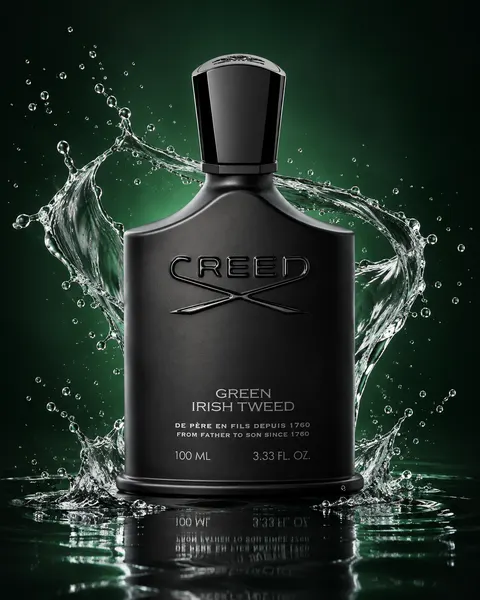 CREED
GREEN
IRISH TWEED
DE PÈRE EN FILS DEPUIS 1760
FROM FATHER TO SON SINCE 1760
100 ML 3.33 FL. OZ.